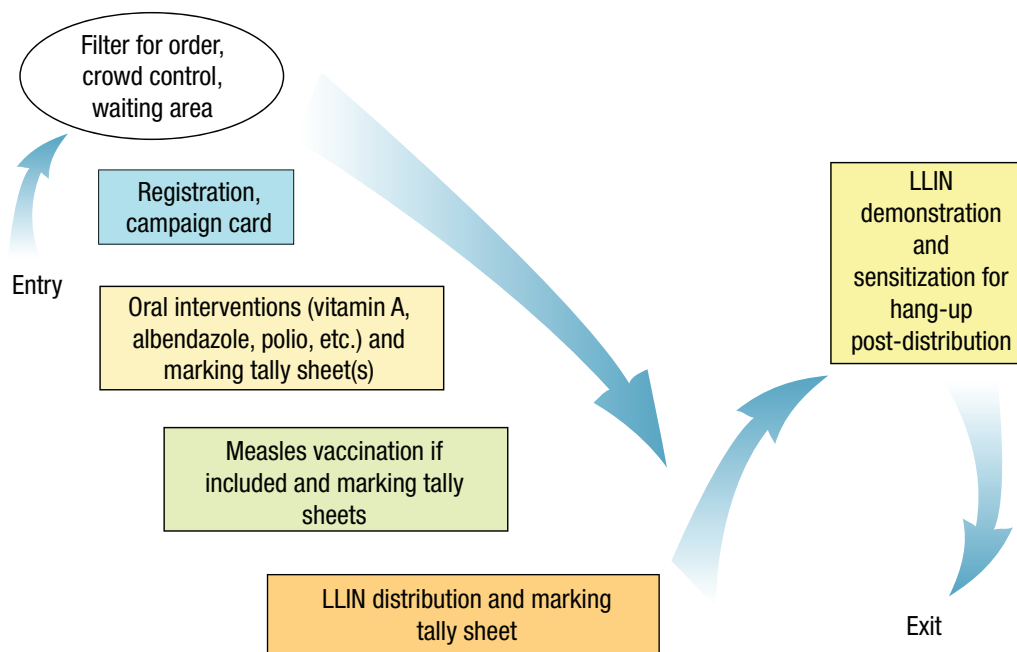 Filter for order,
crowd control,
waiting area
Registration,
campaign card
Entry
Oral interventions (vitamin A,
albendazole, polio, etc.) and
marking tally sheet(s)
Measles vaccination if
included and marking tally
sheets
LLIN distribution and marking
tally sheet
LLIN
demonstration
and
sensitization for
hang-up
post-distribution
Exit